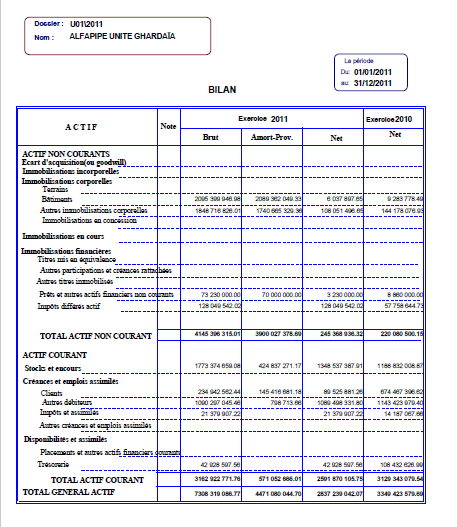 Dossier : U01\2011
Nom : ALFAPIPE UNITE GHARDAÏA
La période
Du: 01/01/2011
au: 31/12/2011
BILAN
A C T I F Note Exercice 2011 Exercice 2010
Brut Amort-Prov. Net Net
ACTIF NON COURANTS
Ecart d'acquisition(ou goodwill)
Immobilisations incorporelles
Immobilisations corporelles
Terrains
Bâtiments 2095 399 946.98 2089 362 049.33 6 037 897.65 9 283 778.49
Autres immobilisations corporelles 1848 716 826.01 1740 665 329.36 108 051 496.65 144 178 076.93
Immobilisations en concession
Immobilisations en cours
Immobilisations financières
Titres mis en équivalence
Autres participations et créances rattachées
Autres titres immobilisés
Prêts et autres actifs financiers non courants 73 230 000.00 70 000 000.00 3 230 000.00 8 860 000.00
Impôts différés actif 128 049 542.02 128 049 542.02 57 758 644.73
TOTAL ACTIF NON COURANT 4145 396 315.01 3900 027 378.69 245 368 936.32 220 080 500.15
ACTIF COURANT
Stocks et encours 1773 374 659.08 424 837 271.17 1348 537 387.91 1188 832 008.87
Créances et emplois assimilés
Clients 234 942 562.44 145 416 681.18 89 525 881.26 674 467 396.62
Autres débiteurs 1090 297 045.46 798 713.66 1089 498 331.80 1143 423 979.40
Impôts et assimilés 21 379 907.22 21 379 907.22 14 187 067.66
Autres créances et emplois assimilés
Disponibilités et assimilés
Placements et autres actifs financiers courants
Trésorerie 42 928 597.56 42 928 597.56 108 432 626.99
TOTAL ACTIF COURANT 3162 922 771.76 571 052 666.01 2591 870 105.75 3129 343 079.54
TOTAL GENERAL ACTIF 7308 319 086.77 4471 080 044.70 2837 239 042.07 3349 423 579.69